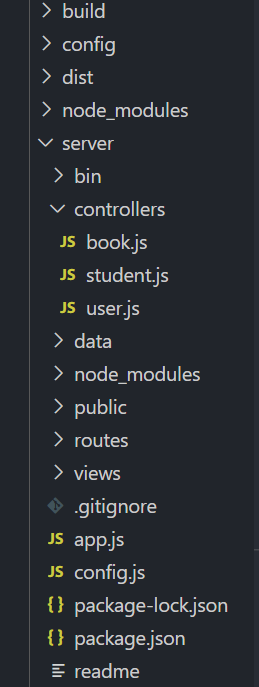 build
config
dist
node_modules
server
bin
controllers
JS book.js
JS student.js
JS user.js
data
node_modules
public
routes
views
.gitignore
JS app.js
JS config.js
{} package-lock.json
{} package.json
readme